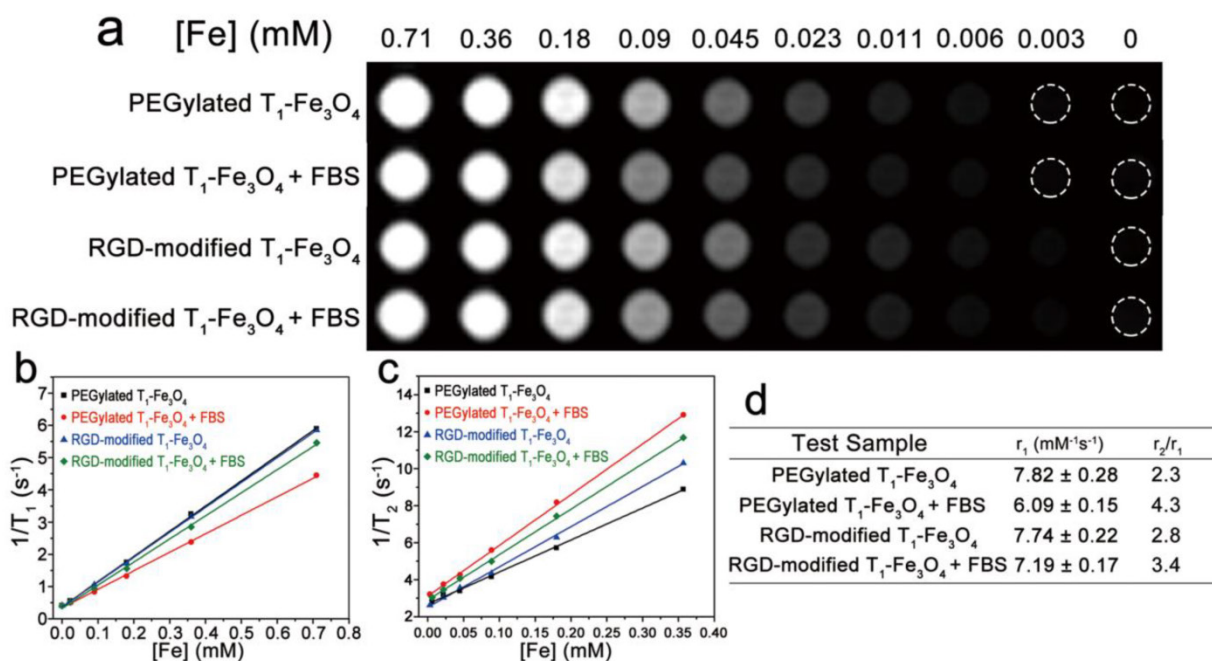 a [Fe] (mM) 0.71 0.36 0.18 0.09 0.045 0.023 0.011 0.006 0.003 0
PEGylated T₁-Fe₃O₄
PEGylated T₁-Fe₃O₄ + FBS
RGD-modified T₁-Fe₃O₄
RGD-modified T₁-Fe₃O₄ + FBS
b
PEGylated T₁-Fe₃O₄
PEGylated T₁-Fe₃O₄ + FBS
RGD-modified T₁-Fe₃O₄
RGD-modified T₁-Fe₃O₄ + FBS
1/T₁ (s⁻¹)
7
6
5
4
3
2
1
0
0.0 0.1 0.2 0.3 0.4 0.5 0.6 0.7 0.8
[Fe] (mM)
c
PEGylated T₁-Fe₃O₄
PEGylated T₁-Fe₃O₄ + FBS
RGD-modified T₁-Fe₃O₄
RGD-modified T₁-Fe₃O₄ + FBS
1/T₂ (s⁻¹)
14
12
10
8
6
4
2
0.00 0.05 0.10 0.15 0.20 0.25 0.30 0.35 0.40
[Fe] (mM)
d
Test Sample r₁ (mM⁻¹s⁻¹) r₂/r₁
PEGylated T₁-Fe₃O₄ 7.82 ± 0.28 2.3
PEGylated T₁-Fe₃O₄ + FBS 6.09 ± 0.15 4.3
RGD-modified T₁-Fe₃O₄ 7.74 ± 0.22 2.8
RGD-modified T₁-Fe₃O₄ + FBS 7.19 ± 0.17 3.4